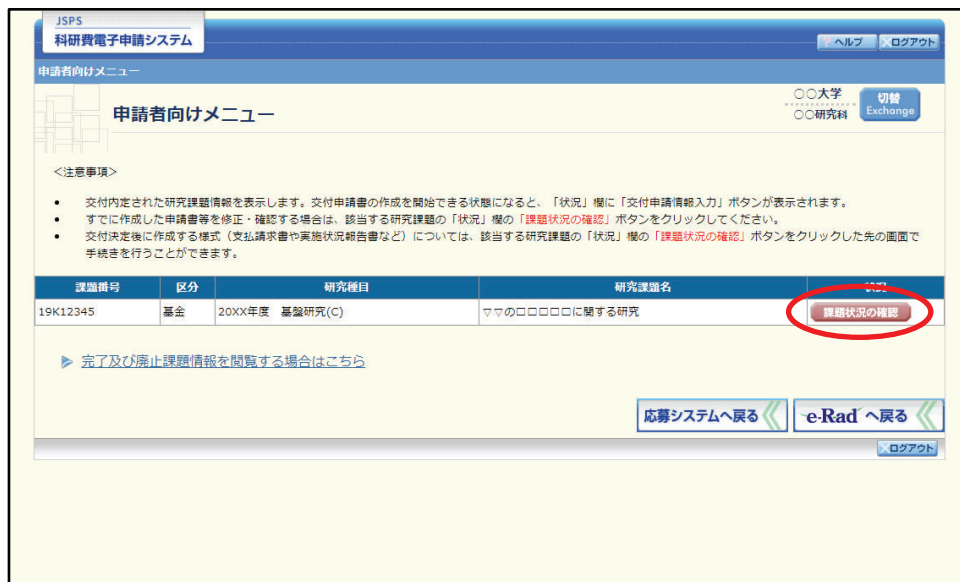 JSPS
科研費電子申請システム
? ヘルプ
×ログアウト
申請者向けメニュー
申請者向けメニュー
○○大学
○○研究科
切替
Exchange
<注意事項>
• 交付内定された研究課題情報を表示します。交付申請書の作成を開始できる状態になると、「状況」欄に「交付申請情報入力」ボタンが表示されます。
• すでに作成した申請書等を修正・確認する場合は、該当する研究課題の「状況」欄の「課題状況の確認」ボタンをクリックしてください。
• 交付決定後に作成する様式（支払請求書や実施状況報告書など）については、該当する研究課題の「状況」欄の「課題状況の確認」ボタンをクリックした先の画面で
手続きを行うことができます。
課題番号 区分 研究種目 研究課題名 状況
19K12345 基金 20XX年度 基盤研究(C) ▽▽の□□□□□に関する研究 課題状況の確認
完了及び廃止課題情報を閲覧する場合はこちら
応募システムへ戻る
e-Rad へ戻る
×ログアウト